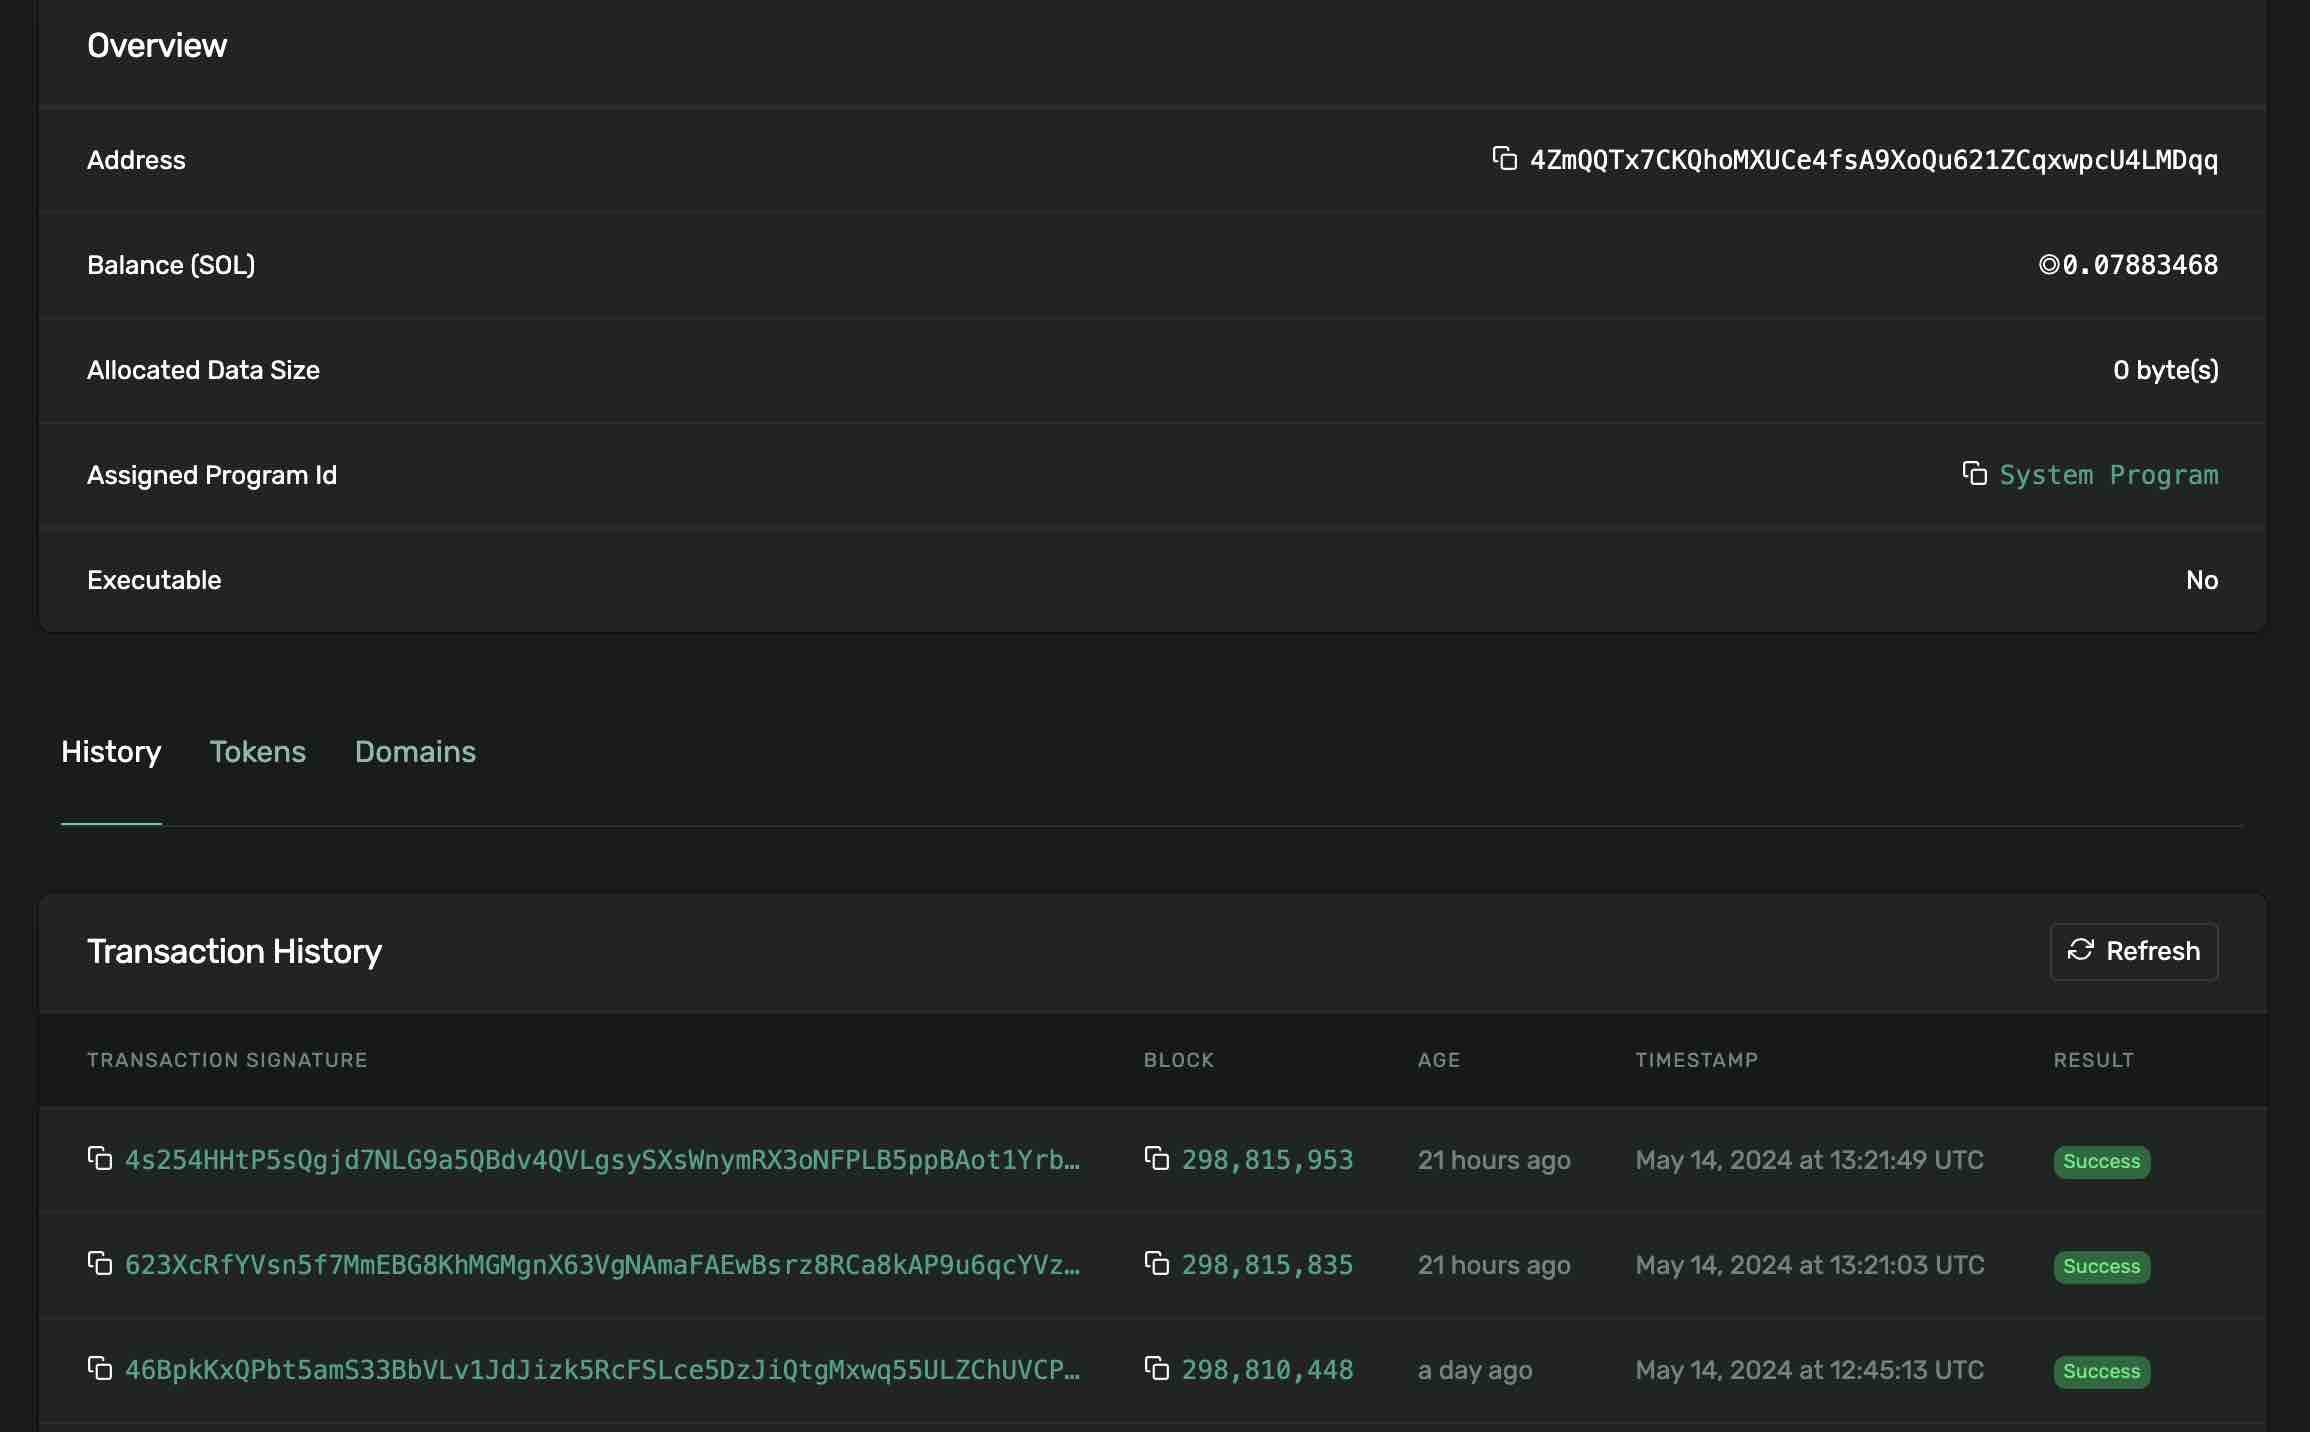 Overview
Address 4ZmQQTx7CKQhoMXUCe4fsA9XoQu621ZCqxwpcU4LMDqq
Balance (SOL) ◎0.07883468
Allocated Data Size 0 byte(s)
Assigned Program Id System Program
Executable No
History Tokens Domains
Transaction History Refresh
TRANSACTION SIGNATURE BLOCK AGE TIMESTAMP RESULT
4s254HHtP5sQgjd7NLG9a5QBdv4QVLgsySXsWnymRX3oNFPLB5ppBAot1Yrb… 298,815,953 21 hours ago May 14, 2024 at 13:21:49 UTC Success
623XcRfYVsn5f7MmEBG8KhMGMgnX63VgNAmaFAEwBsrz8RCa8kAP9u6qcYVz… 298,815,835 21 hours ago May 14, 2024 at 13:21:03 UTC Success
46BpkKxQPbt5amS33BbVLv1JdJizk5RcFSLce5DzJiQtgMxwq55ULZChUVCP… 298,810,448 a day ago May 14, 2024 at 12:45:13 UTC Success